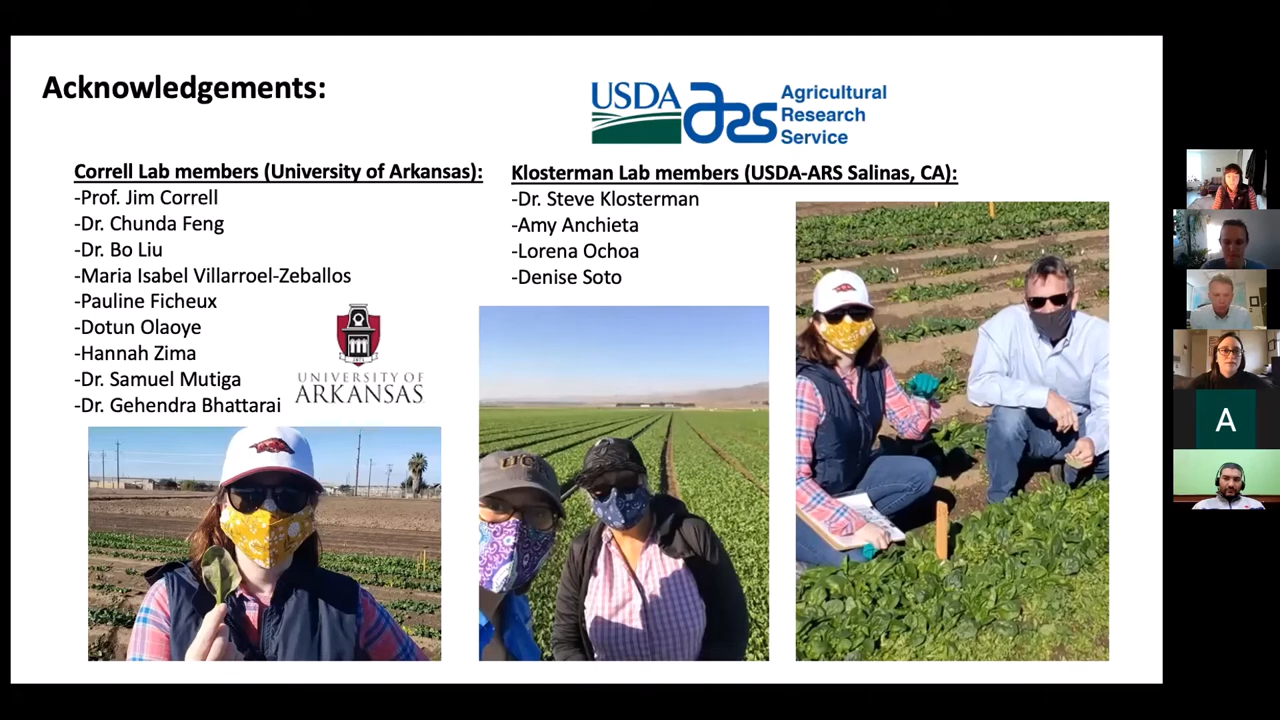 Acknowledgements:
USDA ars Agricultural
Research
Service
Correll Lab members (University of Arkansas):
-Prof. Jim Correll
-Dr. Chunda Feng
-Dr. Bo Liu
-Maria Isabel Villarroel-Zeballos
-Pauline Ficheux
-Dotun Olaoye
-Hannah Zima
-Dr. Samuel Mutiga
-Dr. Gehendra Bhattarai
1871
UNIVERSITY OF
ARKANSAS
Klosterman Lab members (USDA-ARS Salinas, CA):
-Dr. Steve Klosterman
-Amy Anchieta
-Lorena Ochoa
-Denise Soto
A